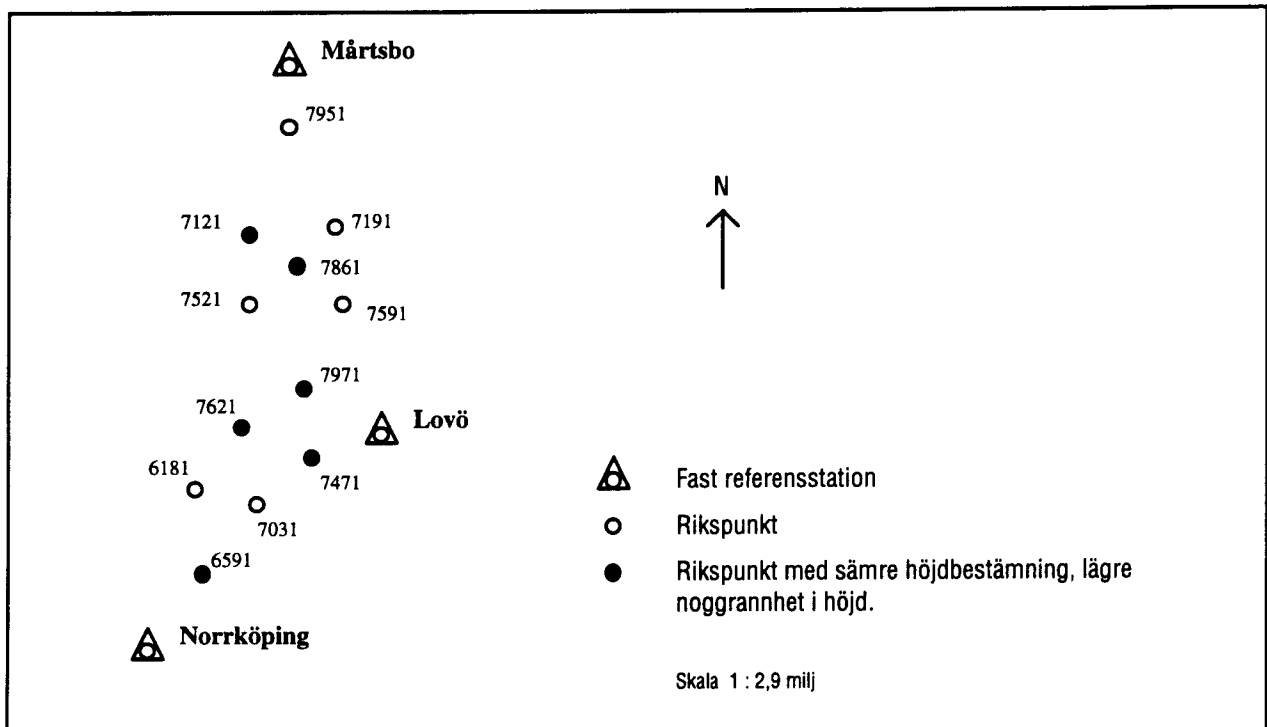 Mårtsbo
7951
N
7121
7191
7861
7521
7591
7971
7621
Lovö
6181
7471
7031
6591
Norrköping
Fast referensstation
Rikspunkt
Rikspunkt med sämre höjdbestämning, lägre
noggrannhet i höjd.
Skala 1 : 2,9 milj